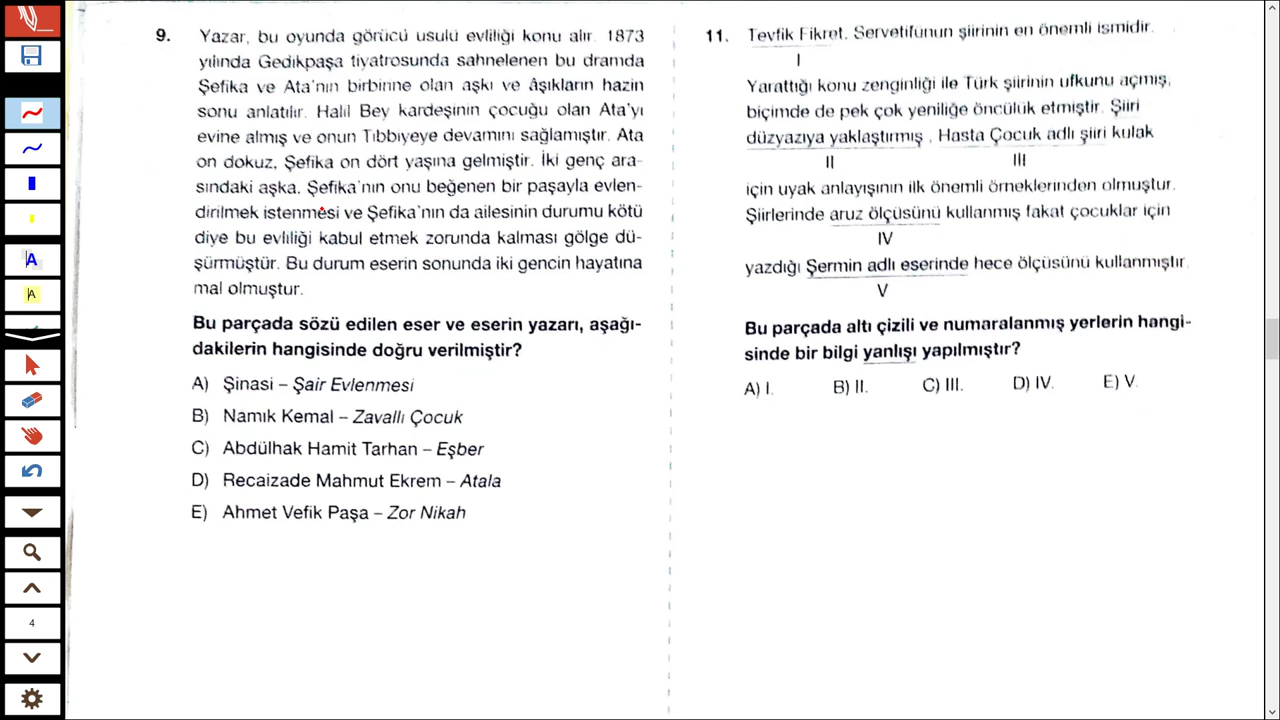 9. Yazar, bu oyunda görücü usulü evliliği konu alır. 1873
yılında Gedikpaşa tiyatrosunda sahnelenen bu dramda
Şefika ve Ata'nın birbirine olan aşkı ve âşıkların hazin
sonu anlatılır. Halil Bey kardeşinin çocuğu olan Ata'yı
evine almış ve onun Tıbbiyeye devamını sağlamıştır. Ata
on dokuz, Şefika on dört yaşına gelmiştir. İki genç ara-
sındaki aşka, Şefika'nın onu beğenen bir paşayla evlen-
dirilmek istenmesi ve Şefika'nın da ailesinin durumu kötü
diye bu evliliği kabul etmek zorunda kalması gölge dü-
şürmüştür. Bu durum eserin sonunda iki gencin hayatına
mal olmuştur.
Bu parçada sözü edilen eser ve eserin yazarı, aşağı-
dakilerin hangisinde doğru verilmiştir?
A) Şinasi – Şair Evlenmesi
B) Namık Kemal – Zavallı Çocuk
C) Abdülhak Hamit Tarhan – Eşber
D) Recaizade Mahmut Ekrem – Atala
E) Ahmet Vefik Paşa – Zor Nikah
11. Tevfik Fikret, Servetifünun şiirinin en önemli ismidir.
I
Yarattığı konu zenginliği ile Türk şiirinin ufkunu açmış,
biçimde de pek çok yeniliğe öncülük etmiştir. Şiiri
düzyazıya yaklaştırmış, Hasta Çocuk adlı şiiri kulak
II III
için uyak anlayışının ilk önemli örneklerinden olmuştur.
Şiirlerinde aruz ölçüsünü kullanmış fakat çocuklar için
IV
yazdığı Şermin adlı eserinde hece ölçüsünü kullanmıştır.
V
Bu parçada altı çizili ve numaralanmış yerlerin hangi-
sinde bir bilgi yanlışı yapılmıştır?
A) I. B) II. C) III. D) IV. E) V.
A
A
4